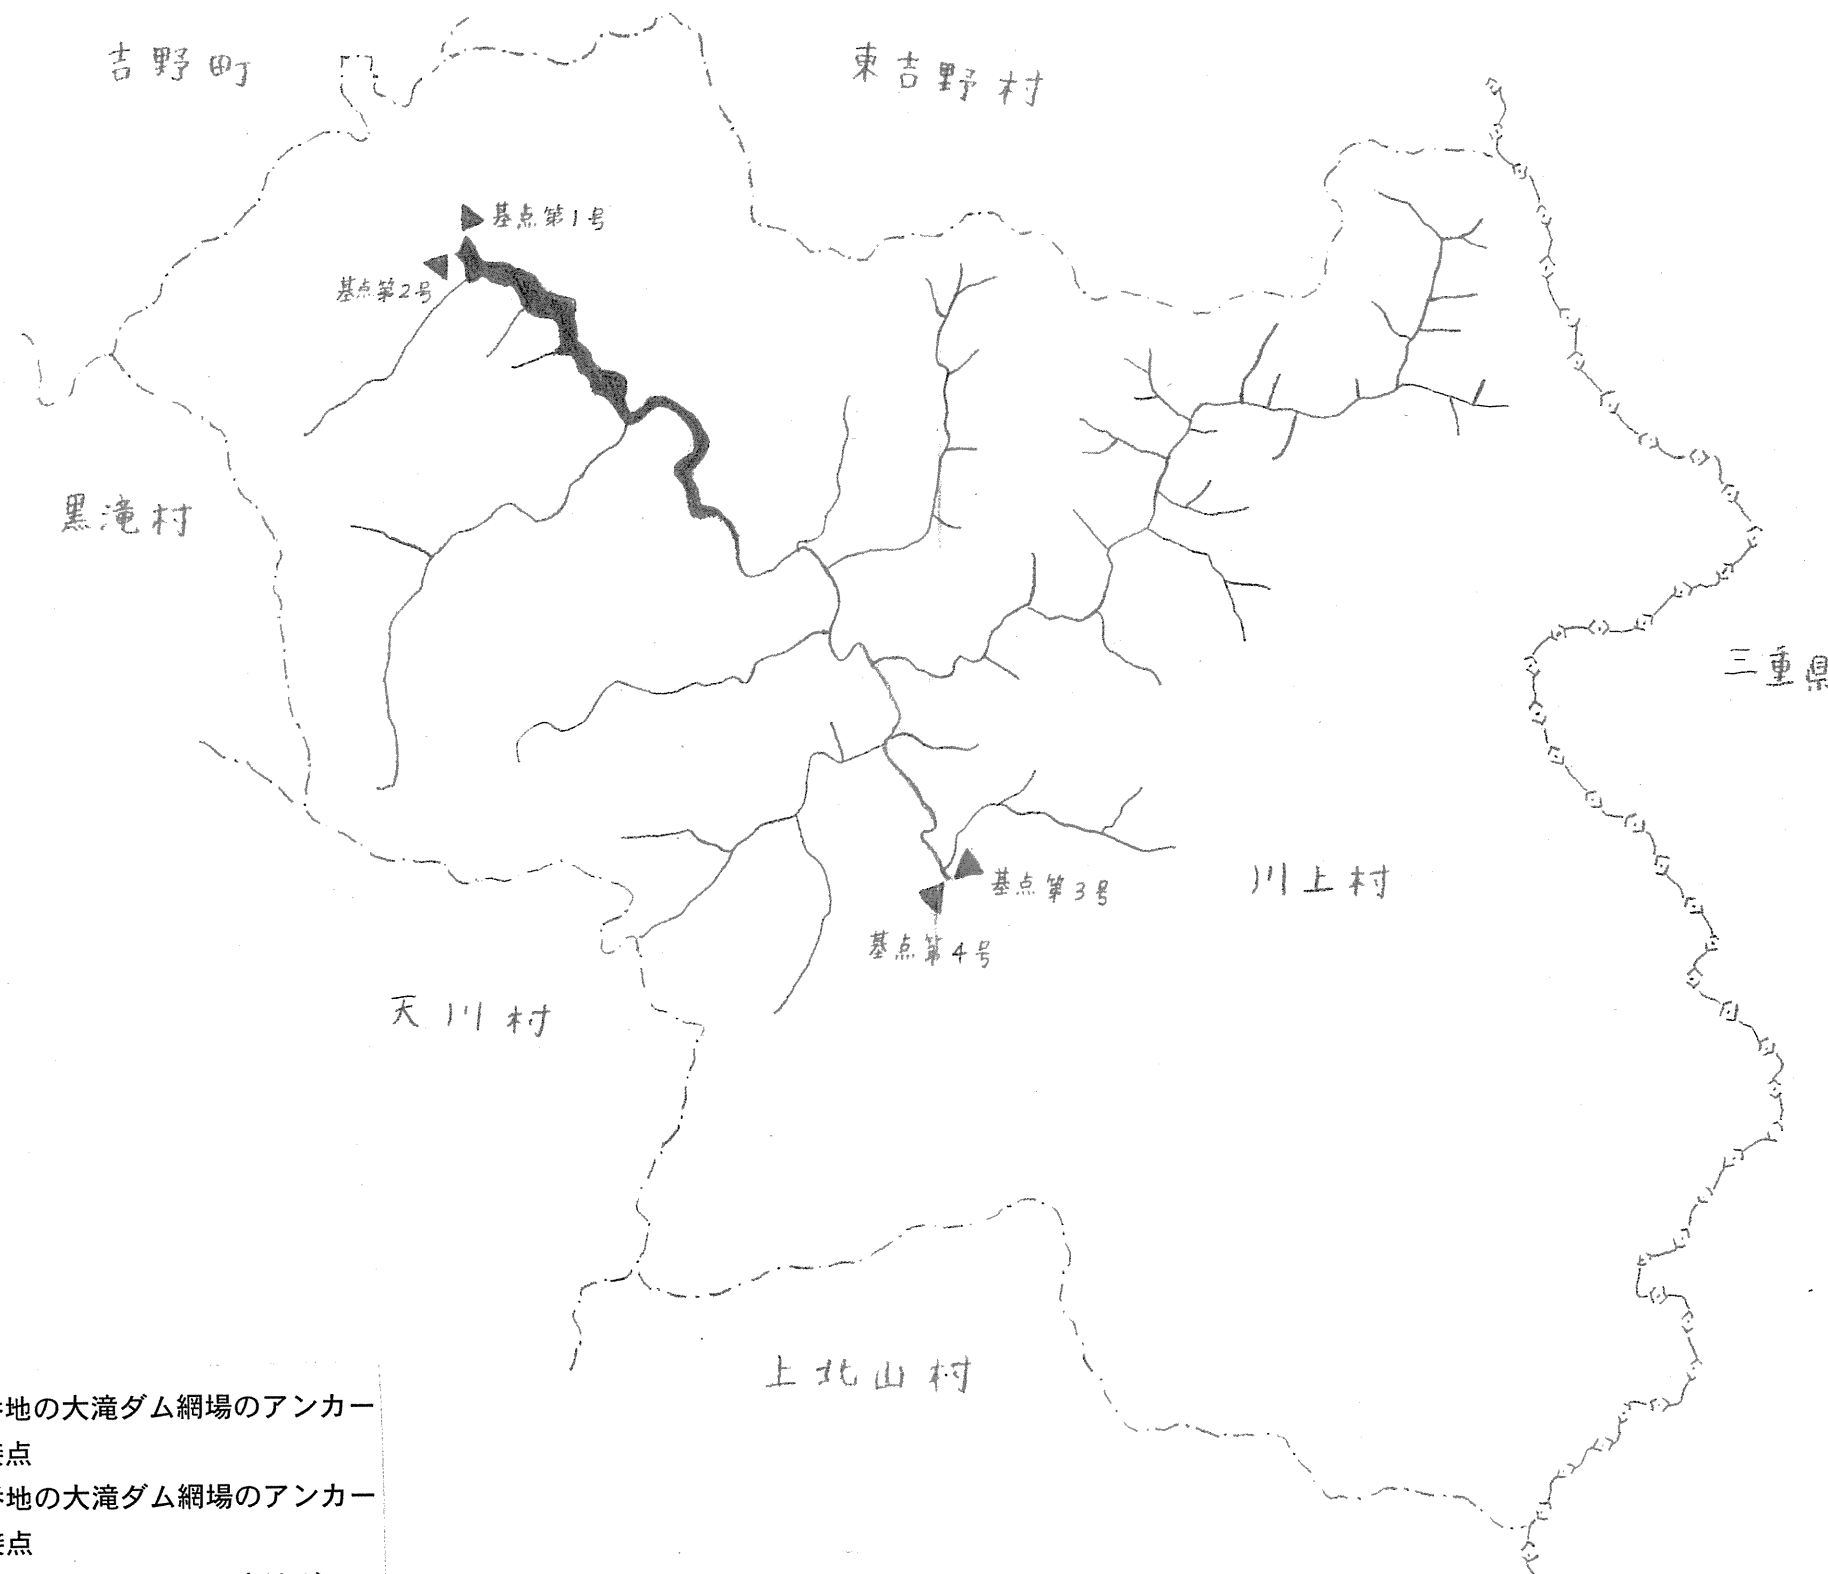 吉野町
東吉野村
基点第1号
基点第2号
黒滝村
三重県
川上村
基点第3号
基点第4号
天川村
上北山村
地の大滝ダム網場のアンカー
点
地の大滝ダム網場のアンカー
点